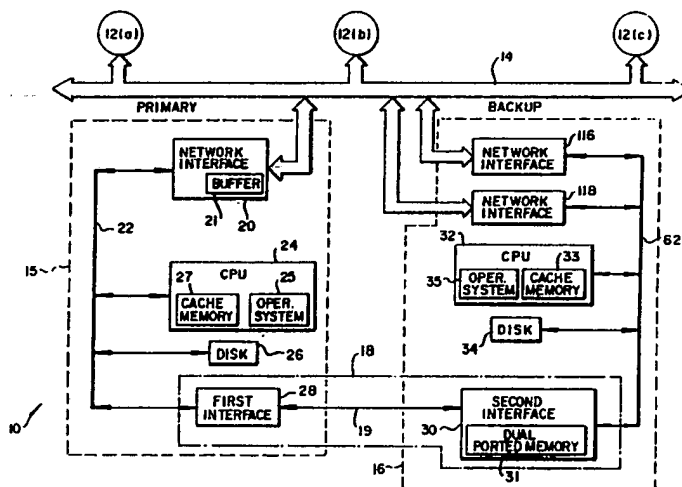 12(a)
12(b)
12(c)
14
PRIMARY
BACKUP
NETWORK
INTERFACE
BUFFER
21
20
116
NETWORK
INTERFACE
118
NETWORK
INTERFACE
22
15
24
CPU
27
25
CACHE
MEMORY
OPER.
SYSTEM
DISK
26
32
33
CPU
35
OPER.
SYSTEM
CACHE
MEMORY
62
34
DISK
18
FIRST
INTERFACE
28
19
10
SECOND
INTERFACE
30
DUAL
PORTED MEMORY
31
16